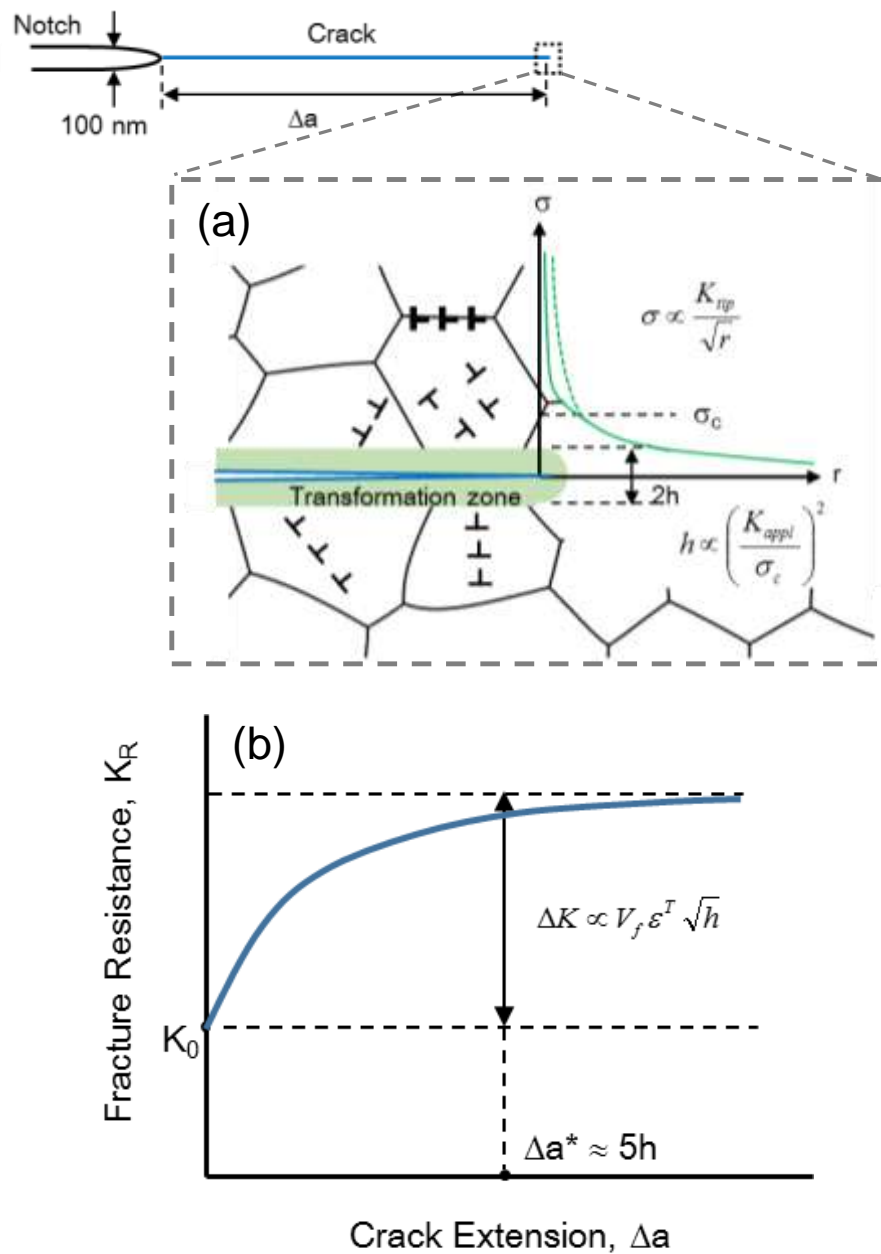 Notch
Crack
100 nm
Δa
(a)
σ
σ ∝ K_tip / √r
σ_c
r
Transformation zone
2h
h ∝ (K_appl / σ_c)²
(b)
Fracture Resistance, K_R
ΔK ∝ V_f ε^T √h
K₀
Δa* ≈ 5h
Crack Extension, Δa